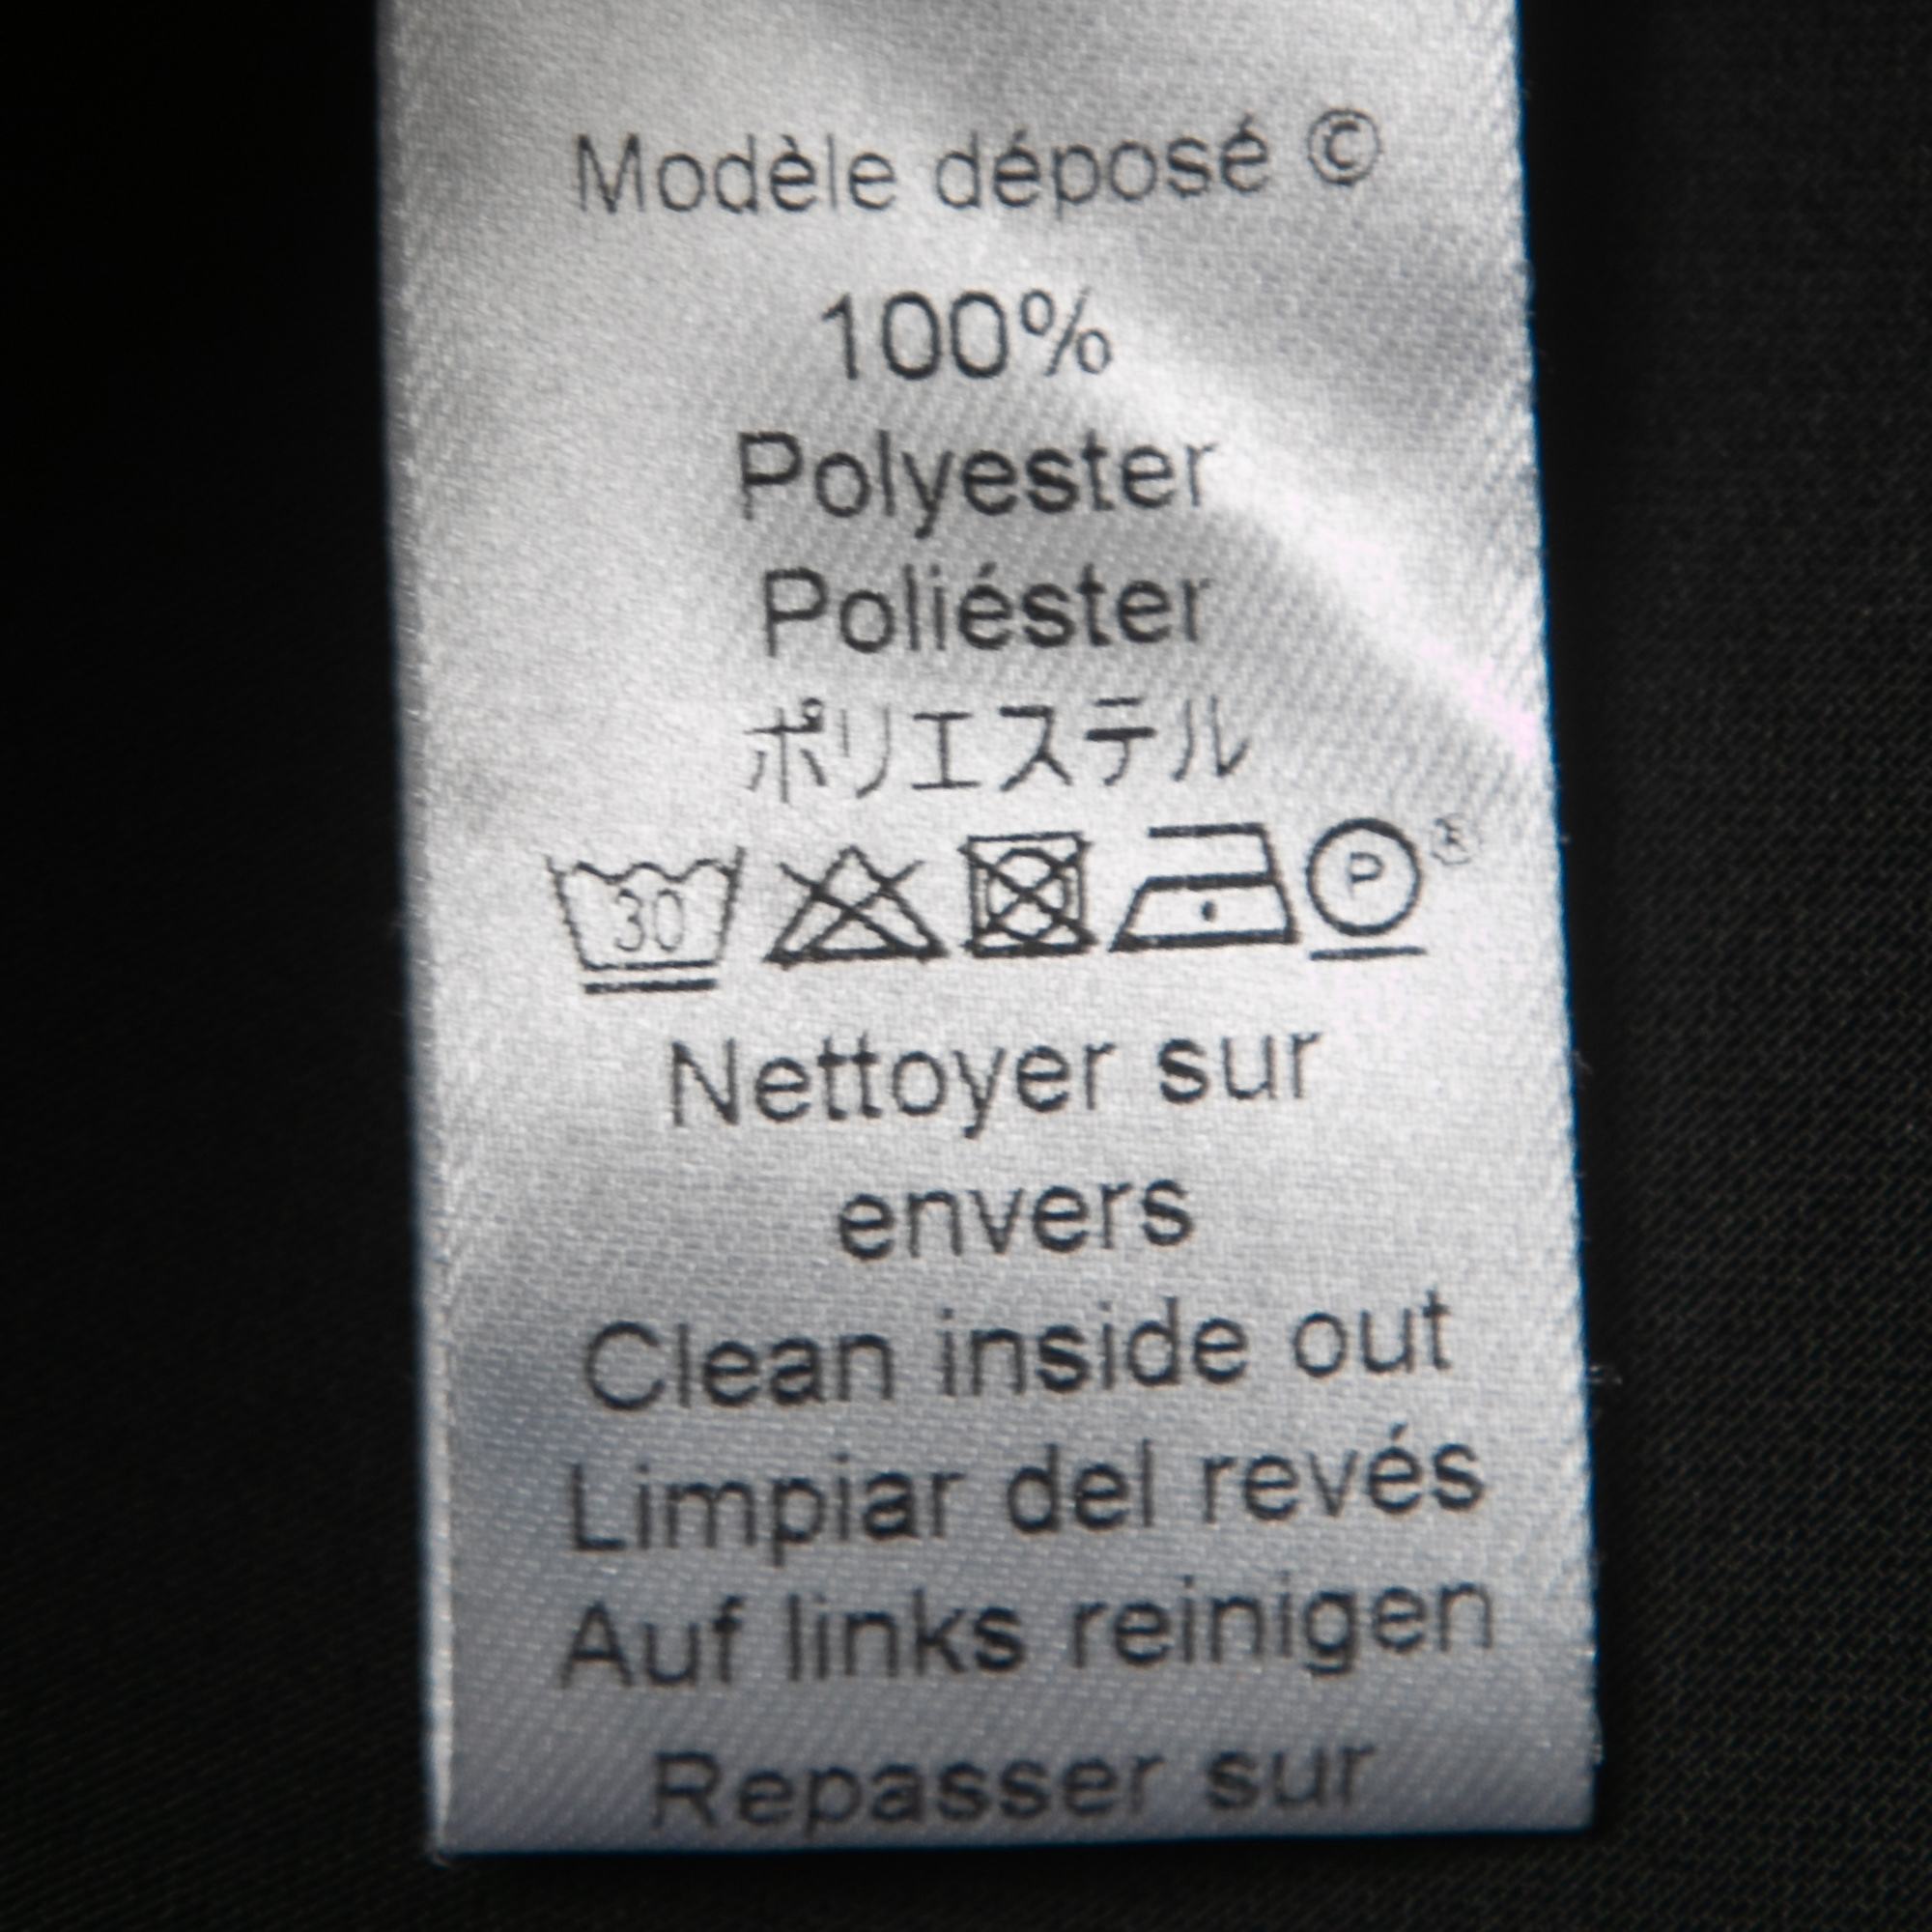 Modèle déposé ©
100%
Polyester
Poliéster
ポリエステル
30 P ®
Nettoyer sur
envers
Clean inside out
Limpiar del revés
Auf links reinigen
Repasser sur